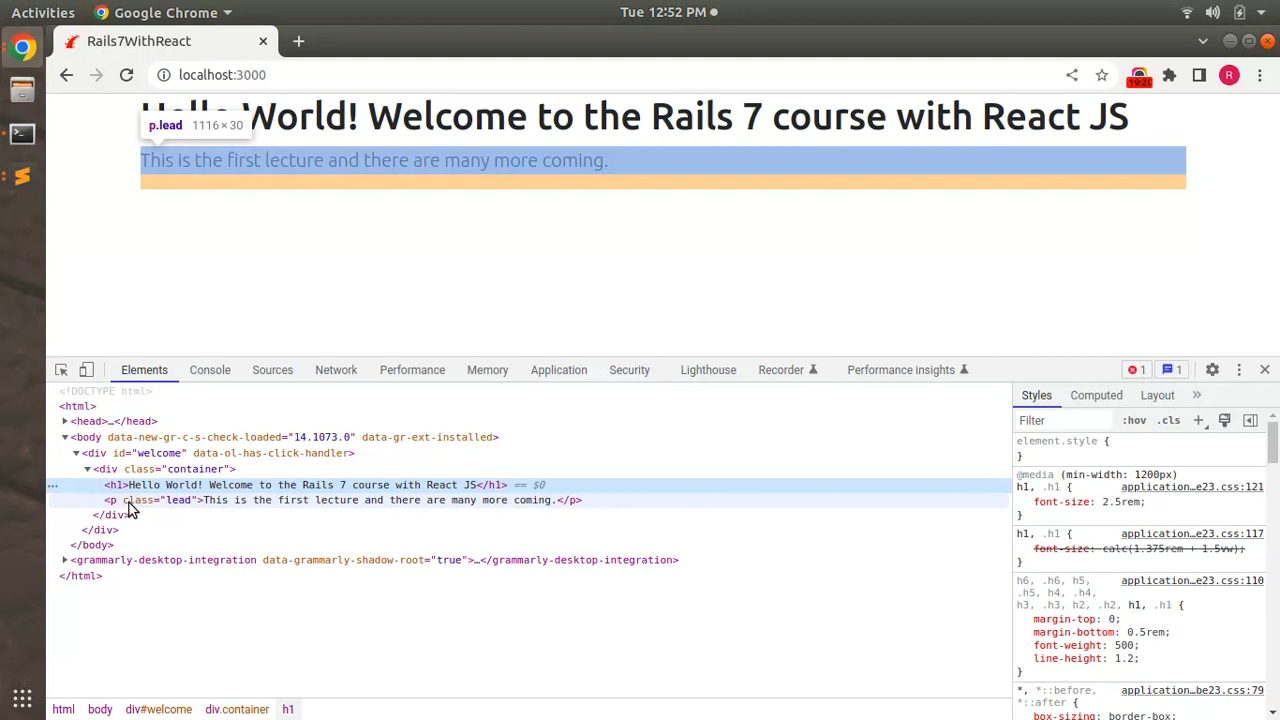 Activities
Google Chrome
Tue 12:52 PM
Rails7WithReact
localhost:3000
19:21
R
Hello World! Welcome to the Rails 7 course with React JS
p.lead 1116 × 30
This is the first lecture and there are many more coming.
Elements Console Sources Network Performance Memory Application Security Lighthouse Recorder Performance insights 1 1
<!DOCTYPE html>
<html>
<head>…</head>
<body data-new-gr-c-s-check-loaded="14.1073.0" data-gr-ext-installed>
<div id="welcome" data-ol-has-click-handler>
<div class="container">
<h1>Hello World! Welcome to the Rails 7 course with React JS</h1> == $0
<p class="lead">This is the first lecture and there are many more coming.</p>
</div>
</div>
</body>
<grammarly-desktop-integration data-grammarly-shadow-root="true">…</grammarly-desktop-integration>
</html>
html body div#welcome div.container h1
Styles Computed Layout »
Filter :hov .cls +
element.style {
}
@media (min-width: 1200px)
h1, .h1 { application…e23.css:121
font-size: 2.5rem;
}
h1, .h1 { application…e23.css:117
font-size: calc(1.375rem + 1.5vw);
}
h6, .h6, h5, application…e23.css:110
.h5, h4, .h4,
h3, .h3, h2, .h2, h1, .h1 {
margin-top: 0;
margin-bottom: 0.5rem;
font-weight: 500;
line-height: 1.2;
}
*, *::before, application…be23.css:79
*::after {
box-sizing: border-box;